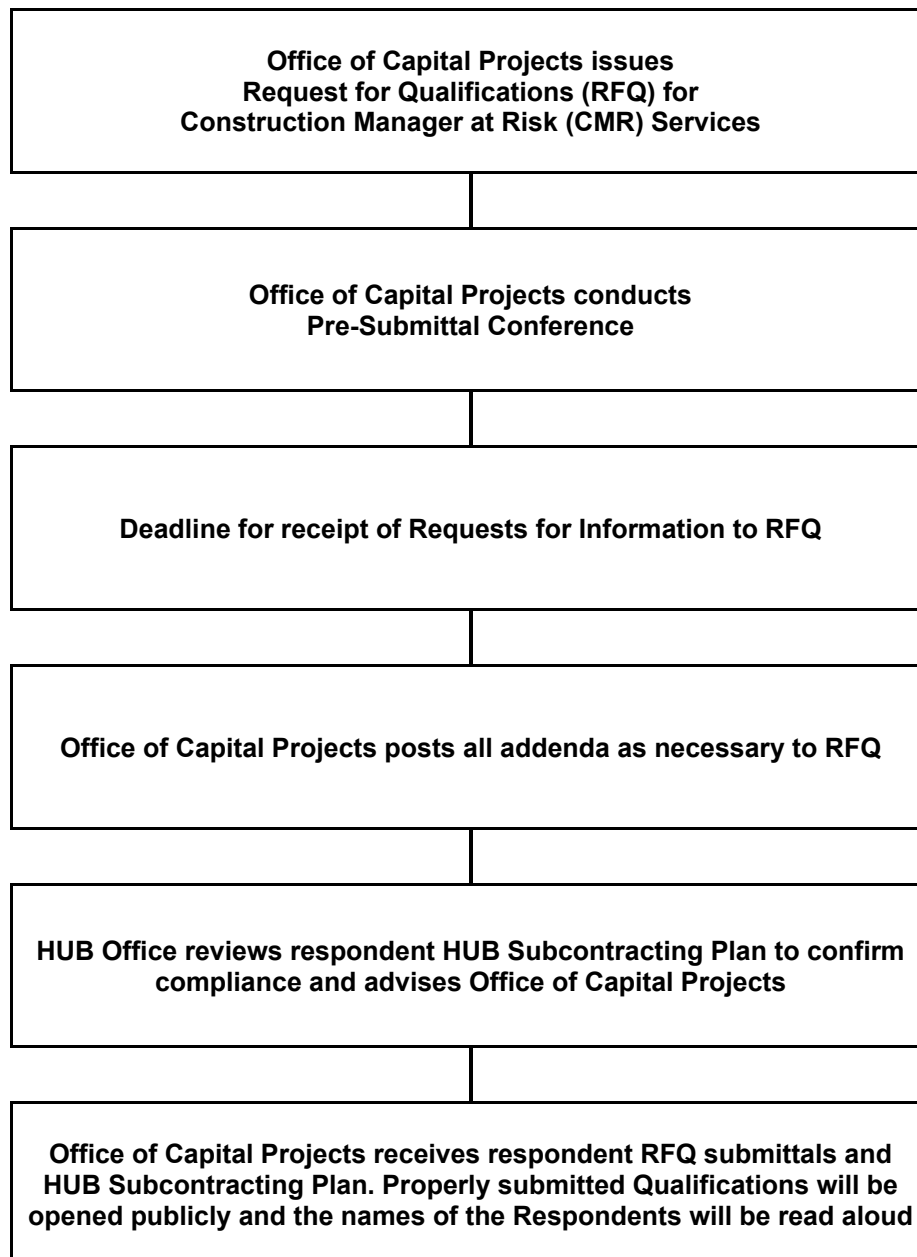 Office of Capital Projects issues
Request for Qualifications (RFQ) for
Construction Manager at Risk (CMR) Services
Office of Capital Projects conducts
Pre-Submittal Conference
Deadline for receipt of Requests for Information to RFQ
Office of Capital Projects posts all addenda as necessary to RFQ
HUB Office reviews respondent HUB Subcontracting Plan to confirm
compliance and advises Office of Capital Projects
Office of Capital Projects receives respondent RFQ submittals and
HUB Subcontracting Plan. Properly submitted Qualifications will be
opened publicly and the names of the Respondents will be read aloud